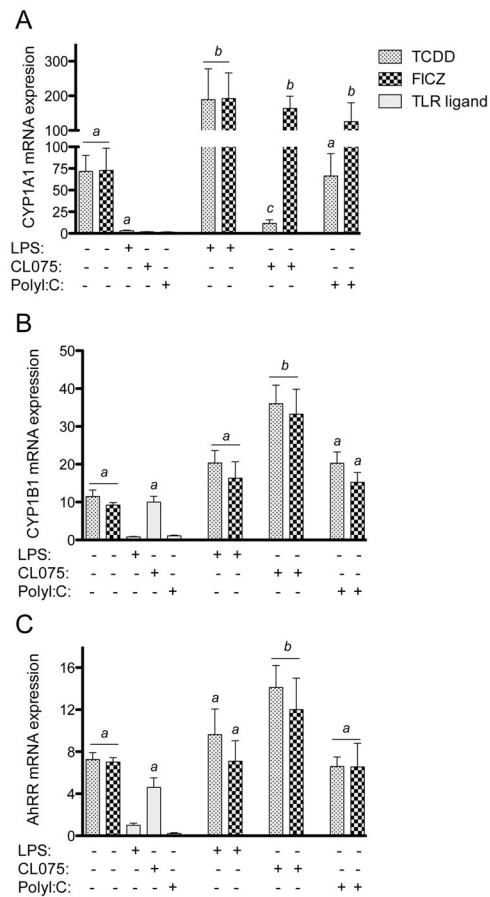 A
CYP1A1 mRNA expresion
300
200
100
75
50
25
0
a
a
b
c
b
a
b
TCDD
FICZ
TLR ligand
LPS: - - + - - + + - - - -
CL075: - - - + - - - + + - -
PolyI:C: - - - - + - - - - + +
B
CYP1B1 mRNA expression
50
40
30
20
10
0
a
a
a
b
a
a
LPS: - - + - - + + - - - -
CL075: - - - + - - - + + - -
PolyI:C: - - - - + - - - - + +
C
AhRR mRNA expression
16
12
8
4
0
a
a
a
a
b
a
LPS: - - + - - + + - - - -
CL075: - - - + - - - + + - -
PolyI:C: - - - - + - - - - + +